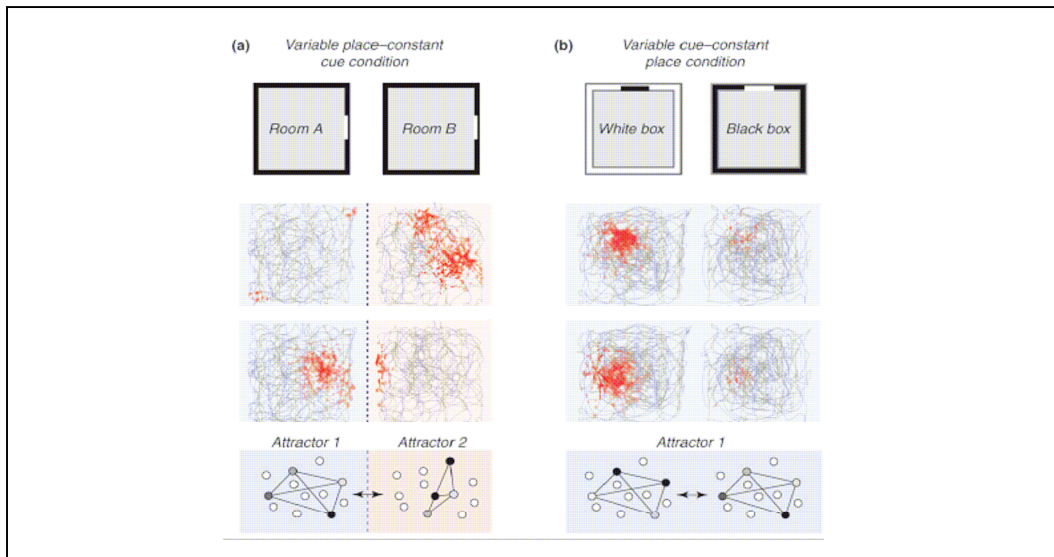 (a) Variable place–constant
cue condition
(b) Variable cue–constant
place condition
Room A
Room B
White box
Black box
Attractor 1
Attractor 2
Attractor 1